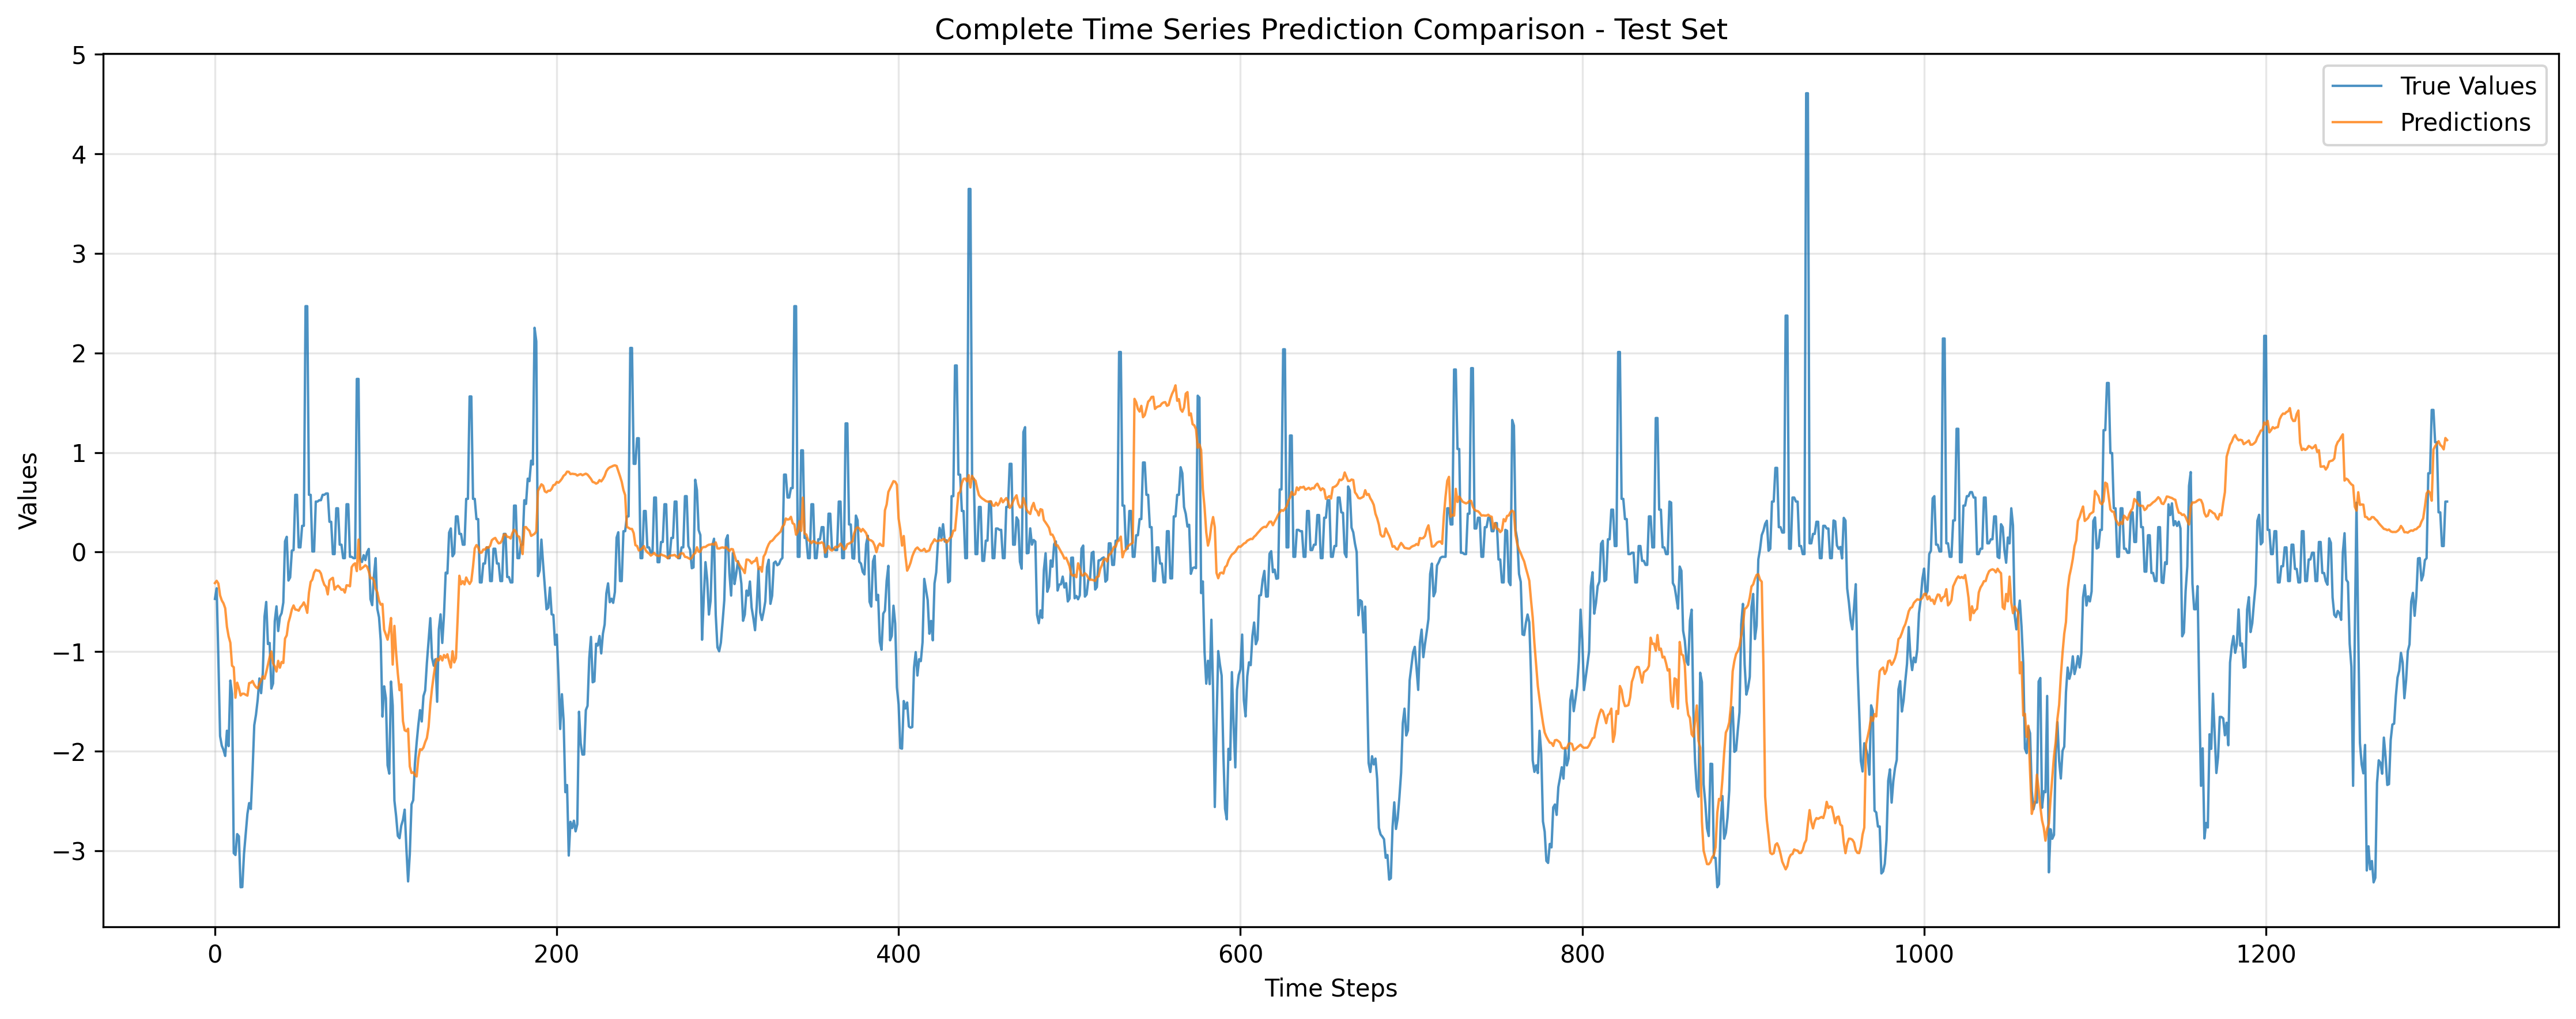 Complete Time Series Prediction Comparison - Test Set
True Values
Predictions
Values
5
4
3
2
1
0
−1
−2
−3
0 200 400 600 800 1000 1200
Time Steps